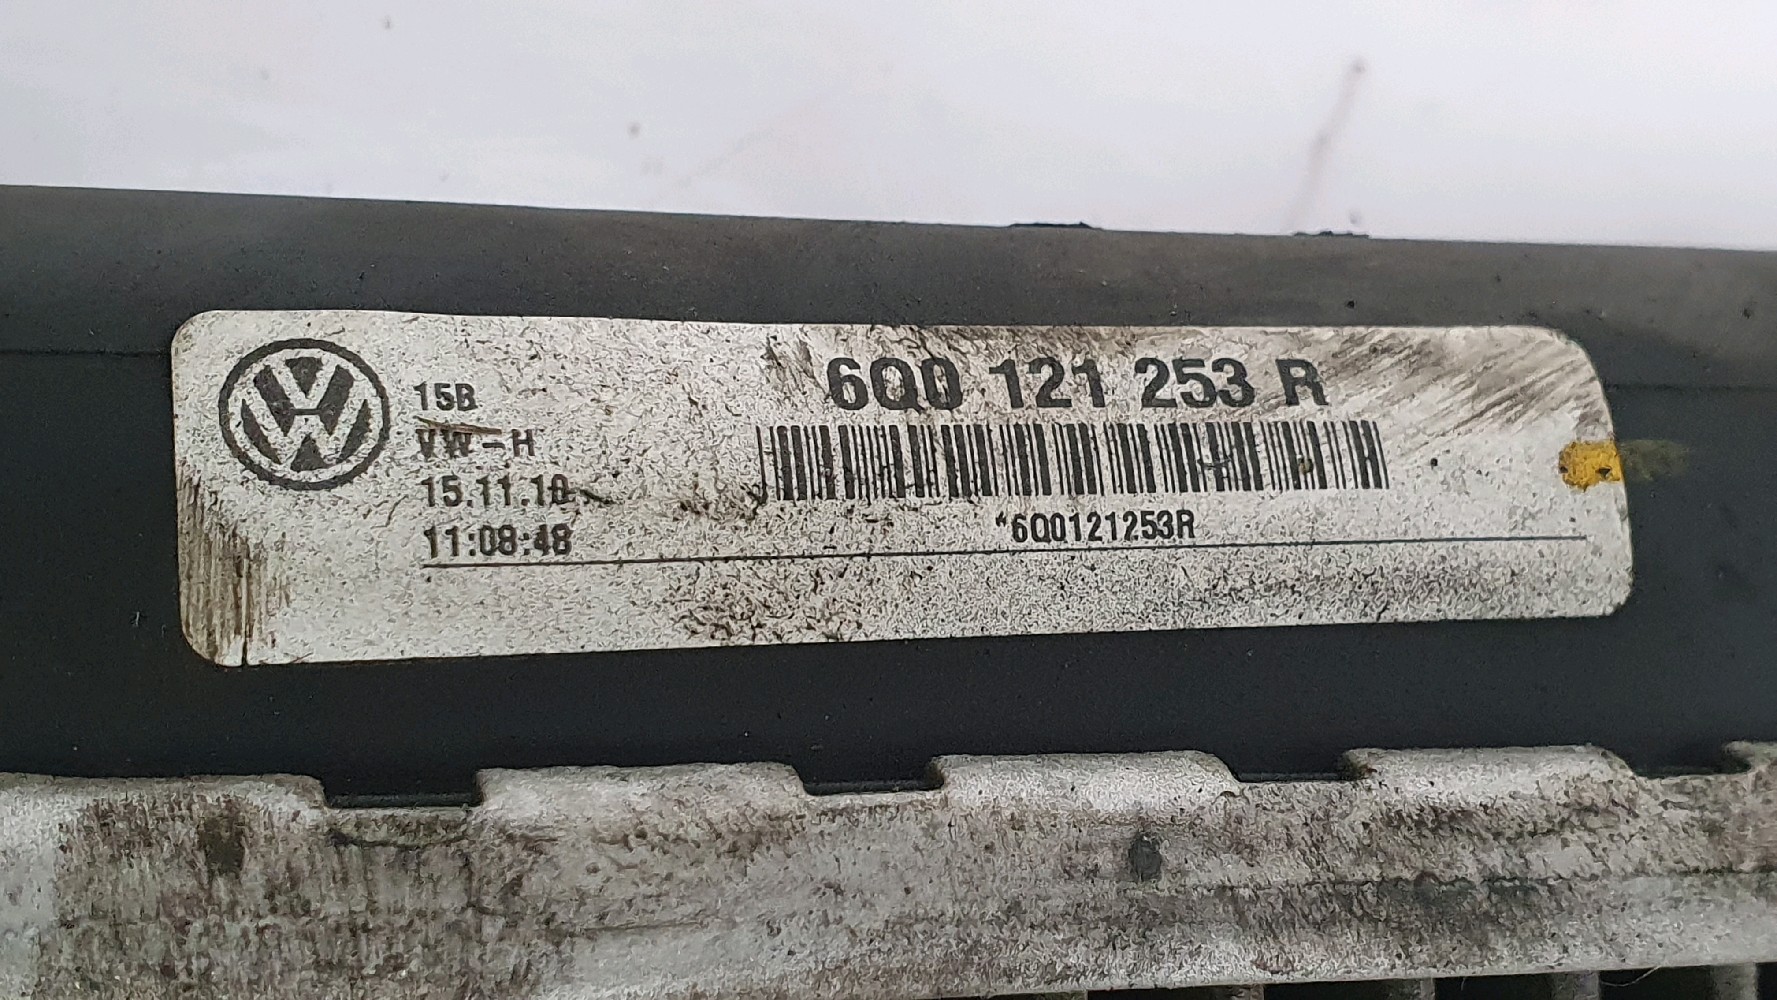 6Q0 121 253 R
15B
VW-H
15.11.10
11:08:48
*6Q0121253R